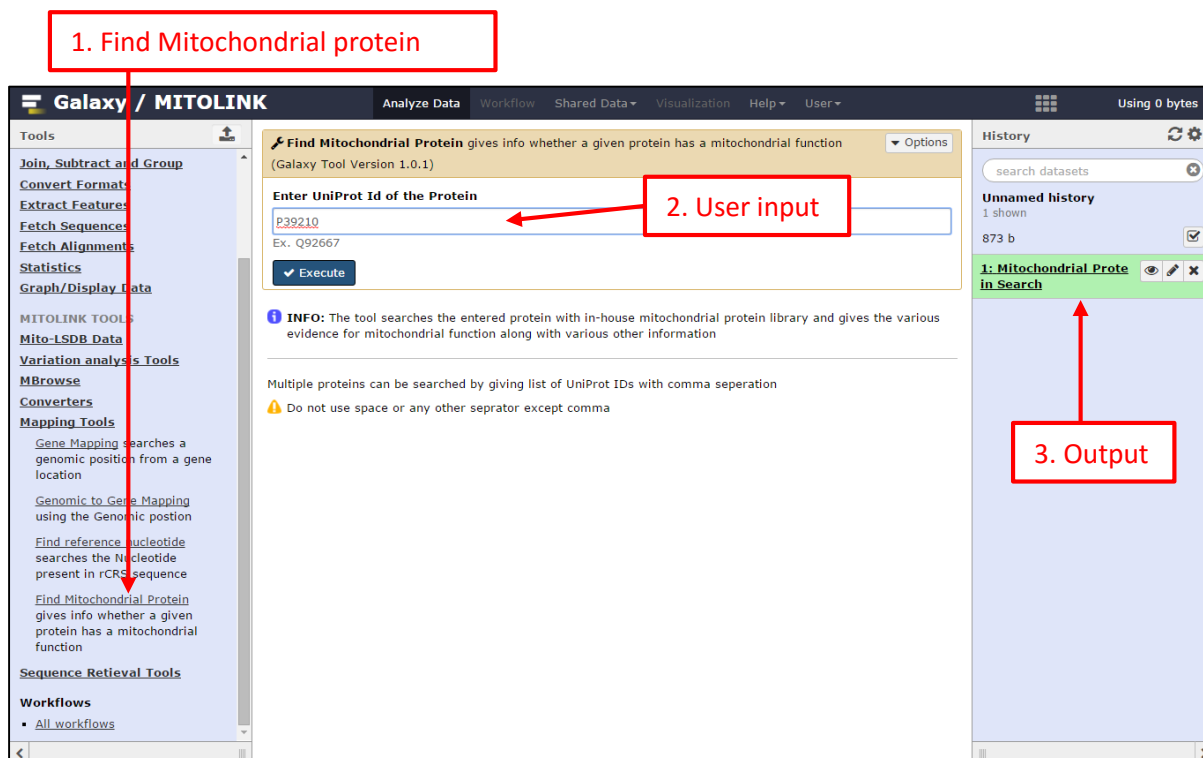 1. Find Mitochondrial protein
Galaxy / MITOLINK
Analyze Data Workflow Shared Data Visualization Help User
Using 0 bytes
Tools
Join, Subtract and Group
Convert Formats
Extract Features
Fetch Sequences
Fetch Alignments
Statistics
Graph/Display Data
MITOLINK TOOLS
Mito-LSDB Data
Variation analysis Tools
MBrowse
Converters
Mapping Tools
Gene Mapping searches a
genomic position from a gene
location
Genomic to Gene Mapping
using the Genomic postion
Find reference nucleotide
searches the Nucleotide
present in rCRS sequence
Find Mitochondrial Protein
gives info whether a given
protein has a mitochondrial
function
Sequence Retieval Tools
Workflows
All workflows
Find Mitochondrial Protein gives info whether a given protein has a mitochondrial function
(Galaxy Tool Version 1.0.1)
Options
Enter UniProt Id of the Protein
P39210
Ex. Q92667
Execute
2. User input
INFO: The tool searches the entered protein with in-house mitochondrial protein library and gives the various
evidence for mitochondrial function along with various other information
Multiple proteins can be searched by giving list of UniProt IDs with comma seperation
Do not use space or any other seprator except comma
History
search datasets
Unnamed history
1 shown
873 b
1: Mitochondrial Prote
in Search
3. Output